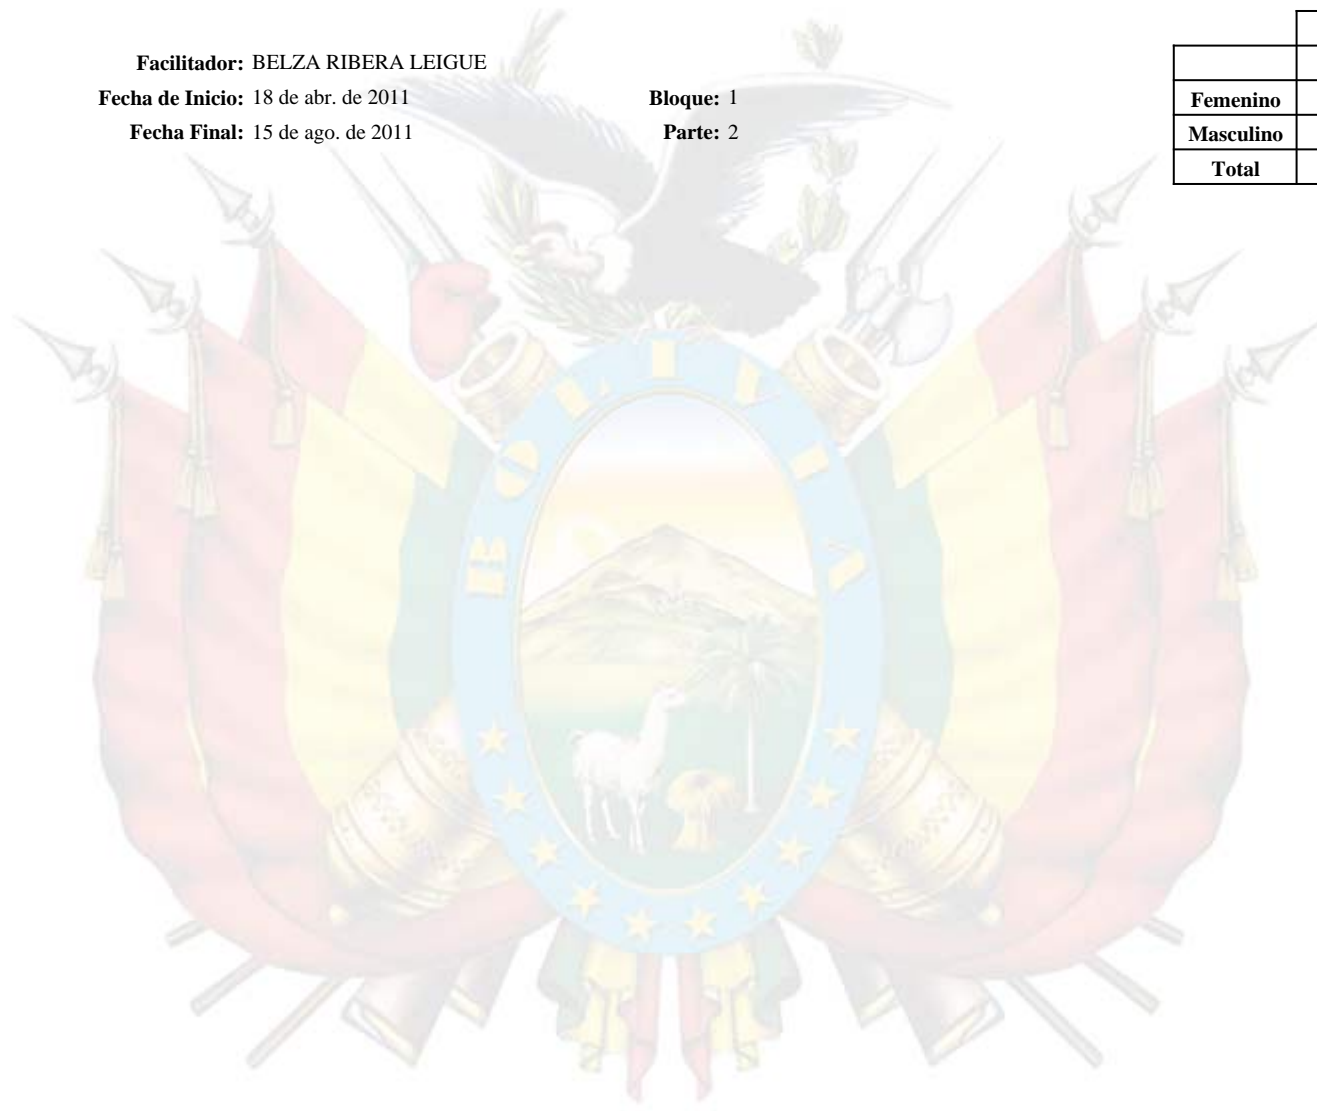 Facilitador: BELZA RIBERA LEIGUE
Fecha de Inicio: 18 de abr. de 2011 Bloque: 1
Fecha Final: 15 de ago. de 2011 Parte: 2
Femenino
Masculino
Total
BOLIVIA